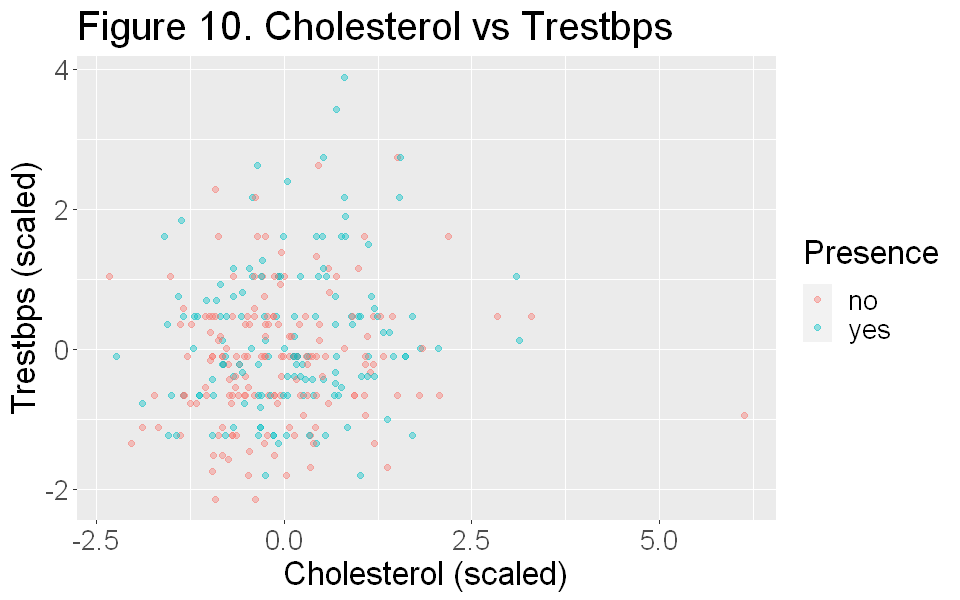 Figure 10. Cholesterol vs Trestbps
4
2
0
-2
Trestbps (scaled)
-2.5 0.0 2.5 5.0
Cholesterol (scaled)
Presence
no
yes